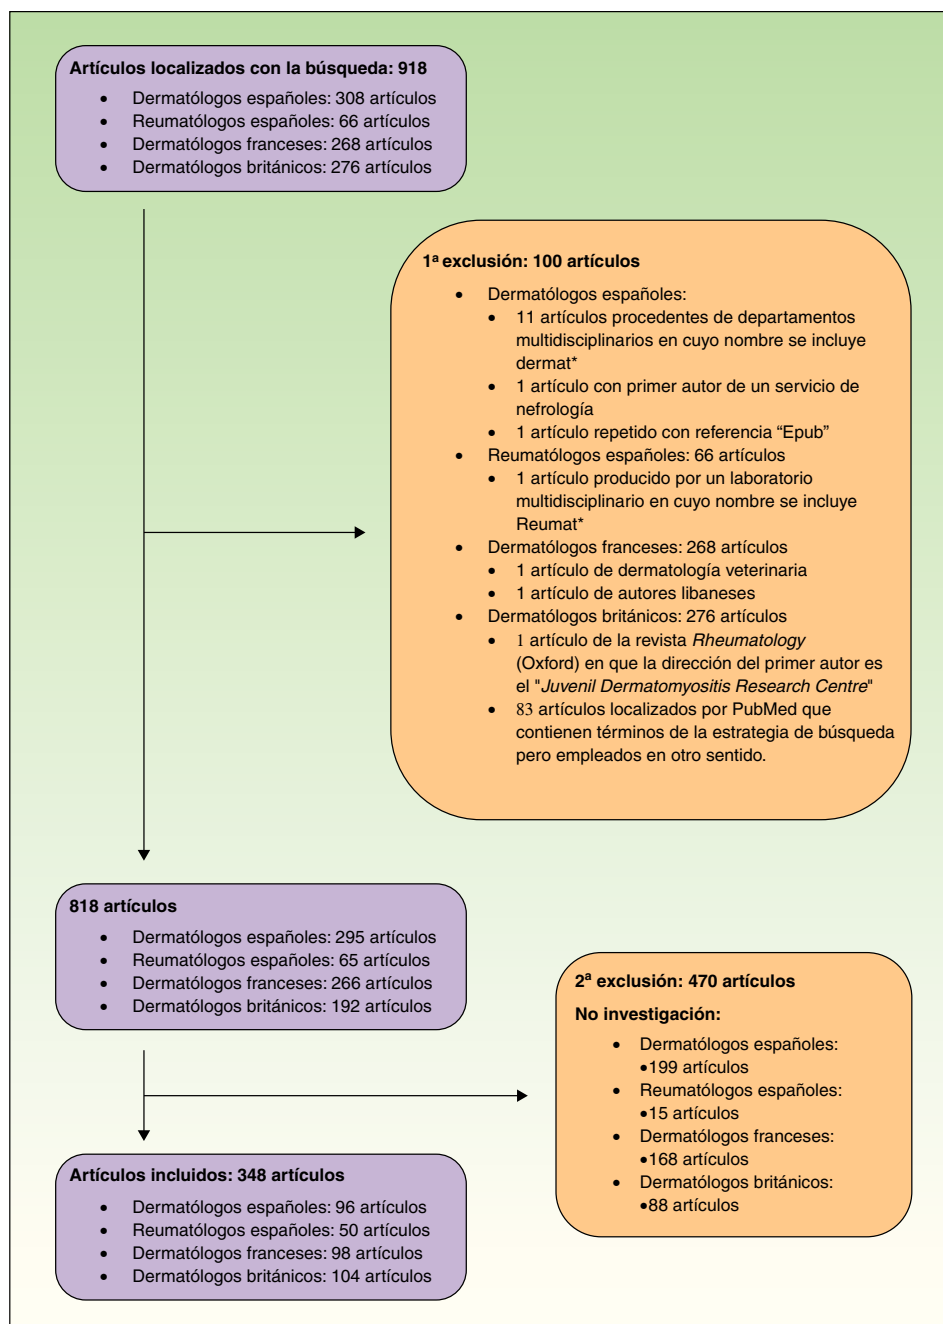 Artículos localizados con la búsqueda: 918
• Dermatólogos españoles: 308 artículos
• Reumatólogos españoles: 66 artículos
• Dermatólogos franceses: 268 artículos
• Dermatólogos británicos: 276 artículos
1ª exclusión: 100 artículos
• Dermatólogos españoles:
• 11 artículos procedentes de departamentos
multidisciplinarios en cuyo nombre se incluye
dermat*
• 1 artículo con primer autor de un servicio de
nefrología
• 1 artículo repetido con referencia “Epub”
• Reumatólogos españoles: 66 artículos
• 1 artículo producido por un laboratorio
multidisciplinario en cuyo nombre se incluye
Reumat*
• Dermatólogos franceses: 268 artículos
• 1 artículo de dermatología veterinaria
• 1 artículo de autores libaneses
• Dermatólogos británicos: 276 artículos
• 1 artículo de la revista Rheumatology
(Oxford) en que la dirección del primer autor es
el "Juvenil Dermatomyositis Research Centre"
• 83 artículos localizados por PubMed que
contienen términos de la estrategia de búsqueda
pero empleados en otro sentido.
818 artículos
• Dermatólogos españoles: 295 artículos
• Reumatólogos españoles: 65 artículos
• Dermatólogos franceses: 266 artículos
• Dermatólogos británicos: 192 artículos
2ª exclusión: 470 artículos
No investigación:
• Dermatólogos españoles:
•199 artículos
• Reumatólogos españoles:
•15 artículos
• Dermatólogos franceses:
•168 artículos
• Dermatólogos británicos:
•88 artículos
Artículos incluidos: 348 artículos
• Dermatólogos españoles: 96 artículos
• Reumatólogos españoles: 50 artículos
• Dermatólogos franceses: 98 artículos
• Dermatólogos británicos: 104 artículos